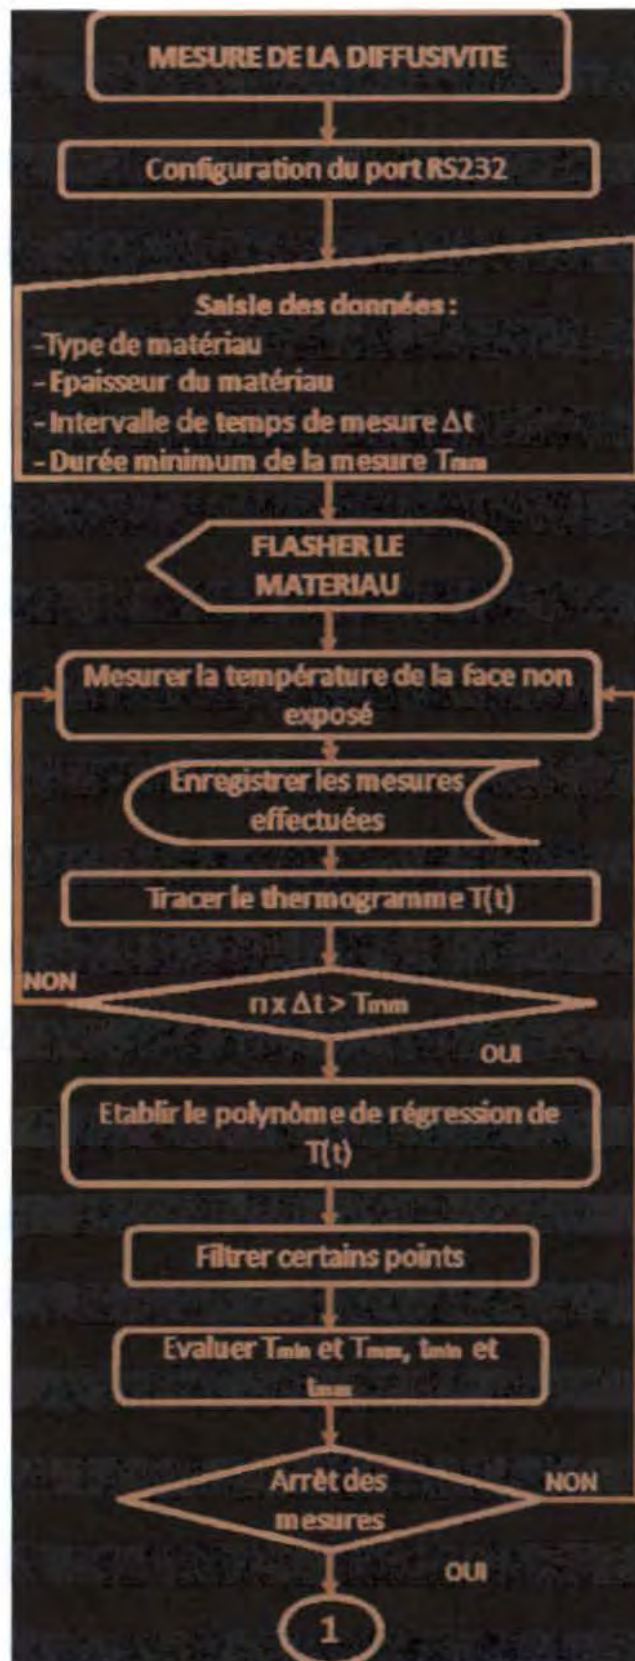 MESURE DE LA DIFFUSIVITE
Configuration du port RS232
Saisie des données :
-Type de matériau
-Epaisseur du matériau
-Intervalle de temps de mesure Δt
-Durée minimum de la mesure Tmm
FLASHER LE
MATERIAU
Mesurer la température de la face non
exposé
Enregistrer les mesures
effectuées
Tracer le thermogramme T(t)
NON
n x Δt > Tmm
OUI
Etablir le polynôme de régression de
T(t)
Filtrer certains points
Evaluer Tmin et Tmax, tmin et
tmax
Arrêt des
mesures
NON
OUI
1